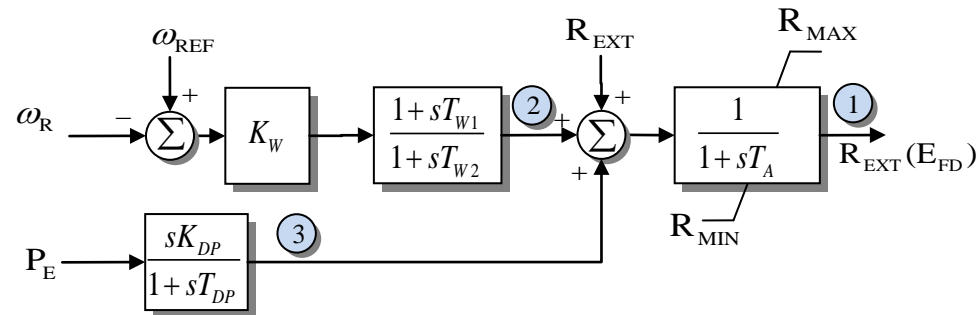 ω_REF
R_EXT
R_MAX
ω_R
−
+
Σ
K_W
1 + sT_W1
1 + sT_W2
2
+
+
+
Σ
1
1 + sT_A
1
R_EXT(E_FD)
R_MIN
P_E
sK_DP
1 + sT_DP
3